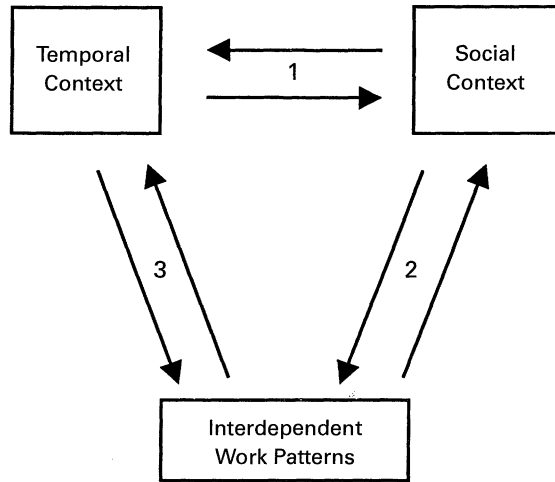 Temporal
Context
1
Social
Context
3
2
Interdependent
Work Patterns